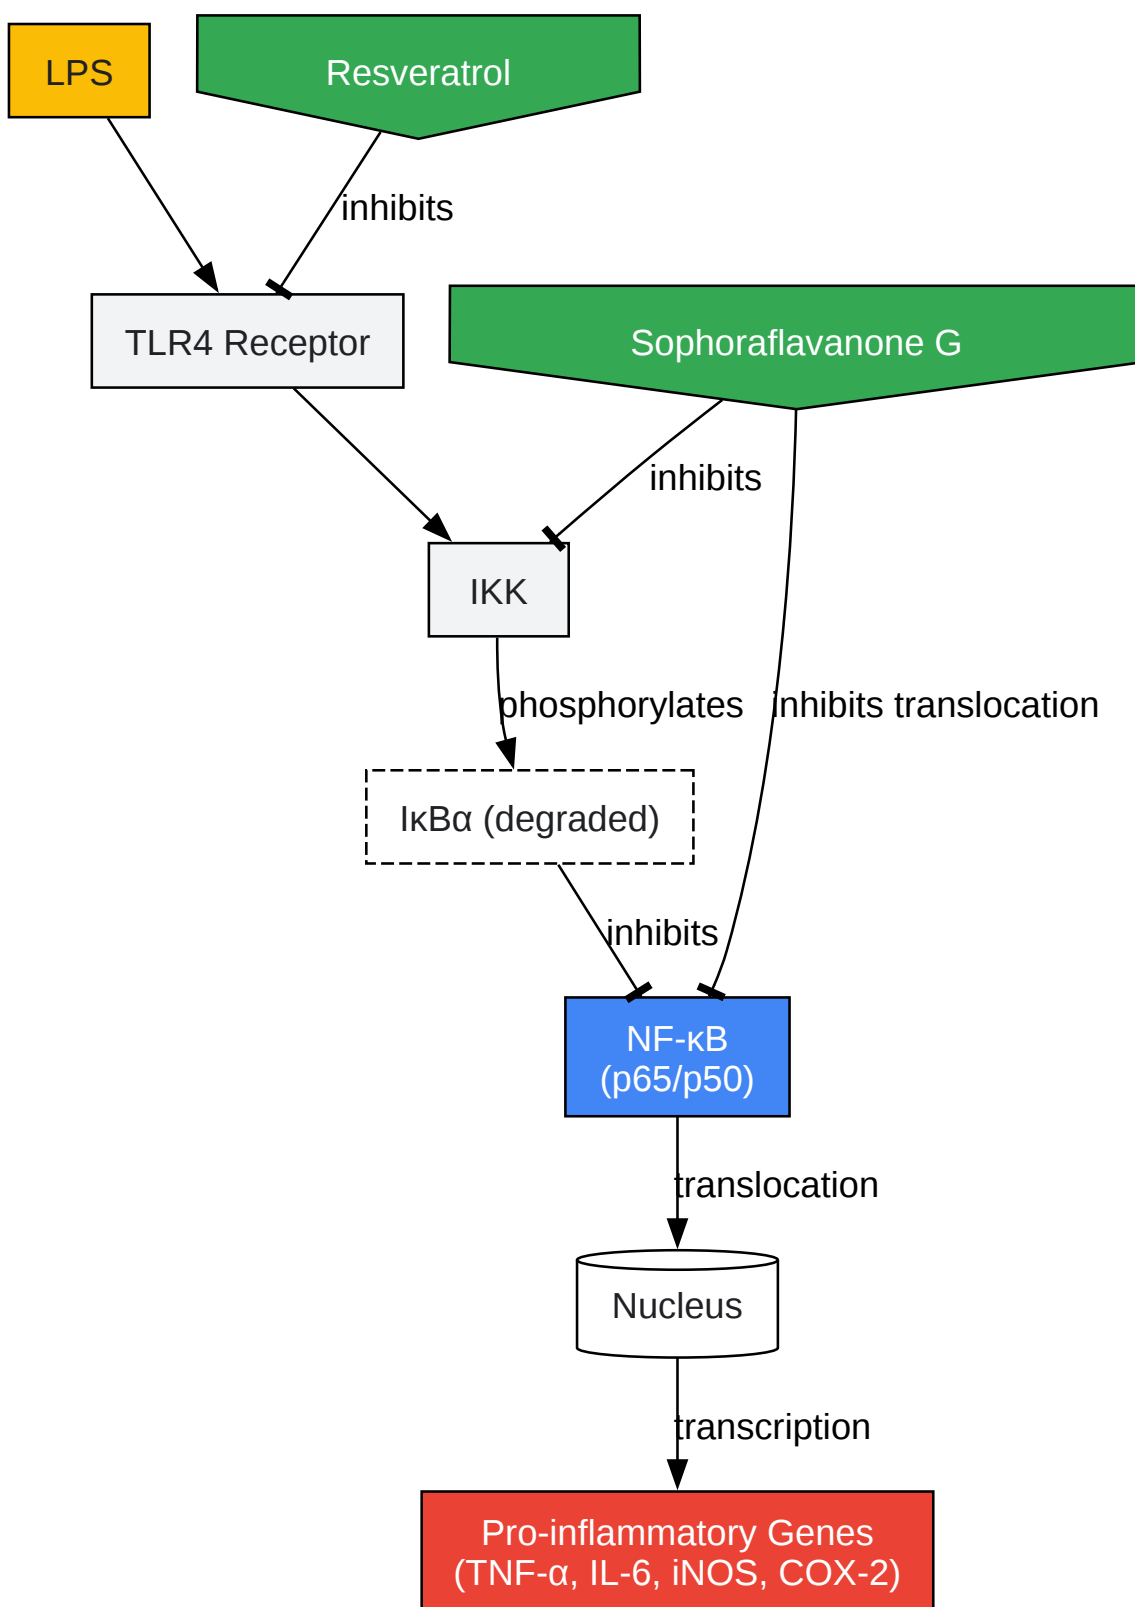 LPS
Resveratrol
inhibits
TLR4 Receptor
Sophoraflavanone G
inhibits
IKK
phosphorylates
inhibits translocation
IκBα (degraded)
inhibits
NF-κB
(p65/p50)
translocation
Nucleus
transcription
Pro-inflammatory Genes
(TNF-α, IL-6, iNOS, COX-2)